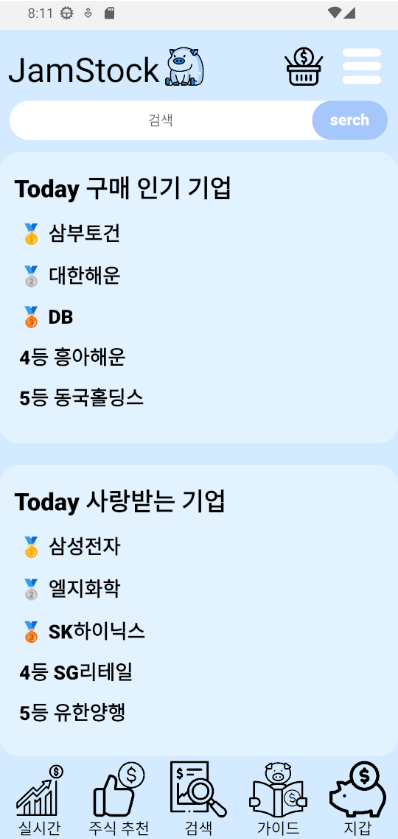 8:11
JamStock
검색
serch
Today 구매 인기 기업
삼부토건
대한해운
DB
4등 흥아해운
5등 동국홀딩스
Today 사랑받는 기업
삼성전자
엘지화학
SK하이닉스
4등 SG리테일
5등 유한양행
실시간 주식 추천 검색 가이드 지갑